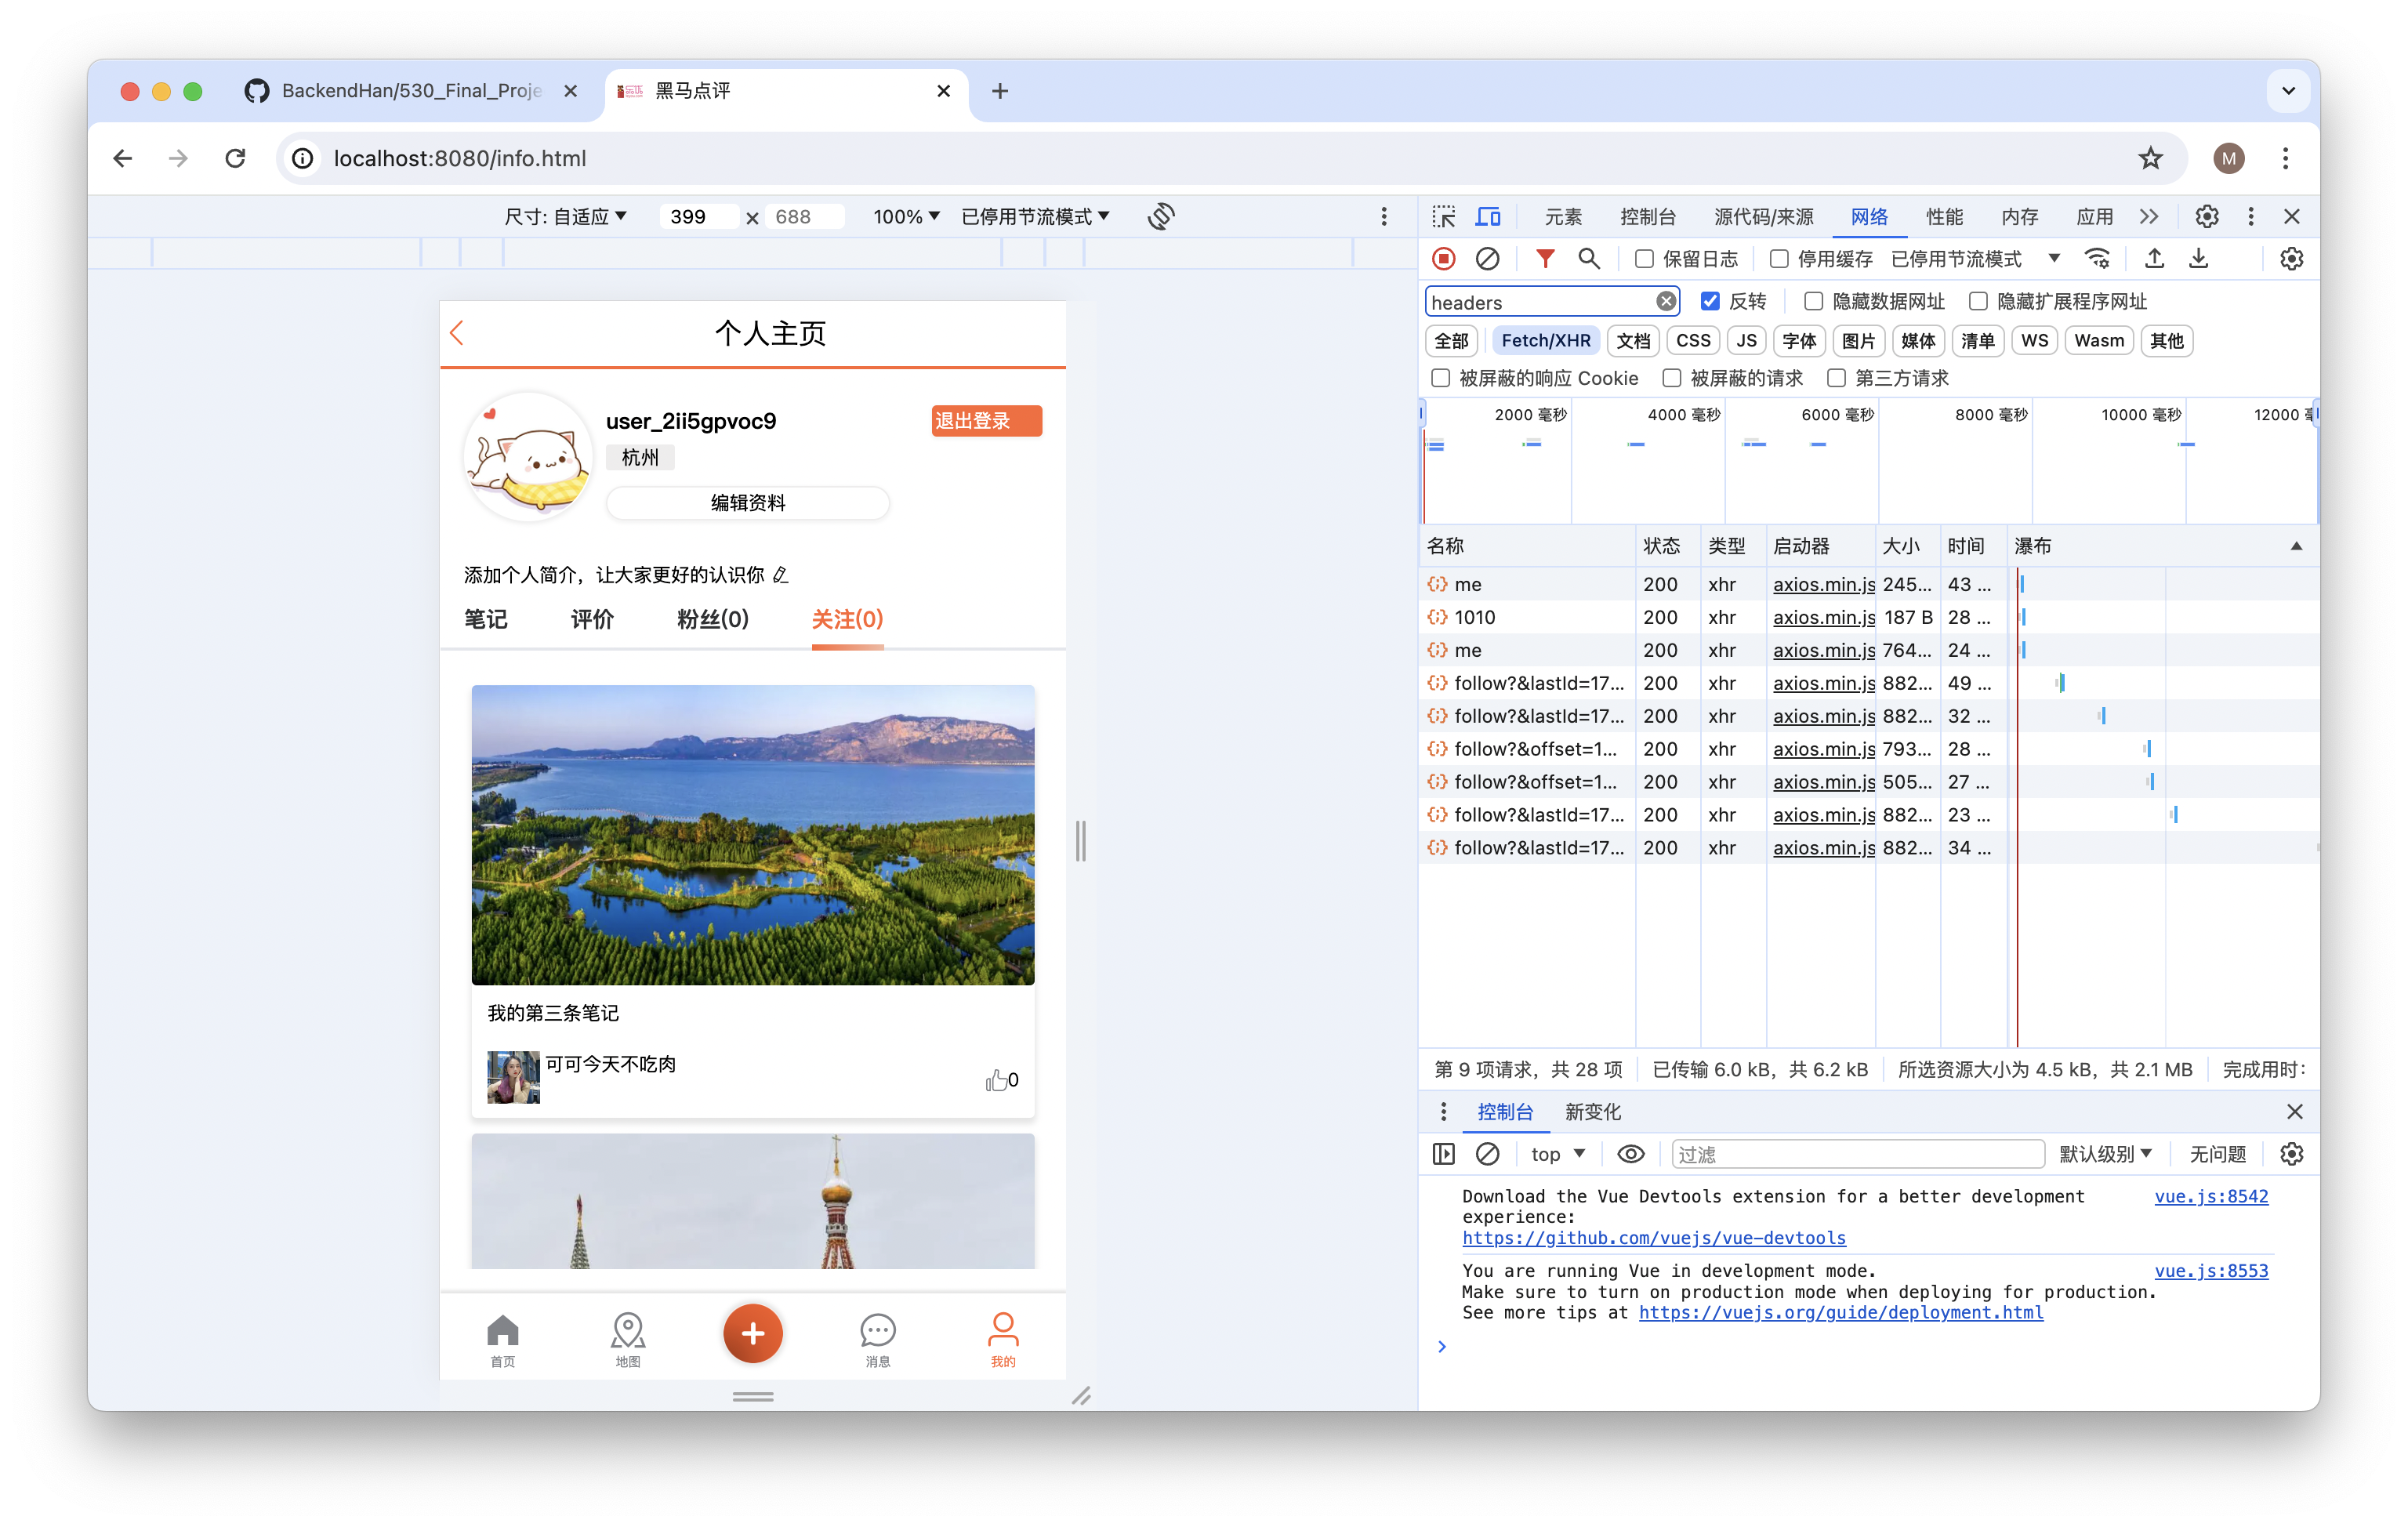 BackendHan/530_Final_Proje
黑马点评
localhost:8080/info.html
M
尺寸: 自适应
399
688
100%
已停用节流模式
元素
控制台
源代码/来源
网络
性能
内存
应用
保留日志
停用缓存
已停用节流模式
headers
反转
隐藏数据网址
隐藏扩展程序网址
全部
Fetch/XHR
文档
CSS
JS
字体
图片
媒体
清单
WS
Wasm
其他
被屏蔽的响应 Cookie
被屏蔽的请求
第三方请求
2000 毫秒
4000 毫秒
6000 毫秒
8000 毫秒
10000 毫秒
12000
名称 状态 类型 启动器 大小 时间 瀑布
me 200 xhr axios.min.js 245... 43 ...
1010 200 xhr axios.min.js 187 B 28 ...
me 200 xhr axios.min.js 764... 24 ...
follow?&lastId=17... 200 xhr axios.min.js 882... 49 ...
follow?&lastId=17... 200 xhr axios.min.js 882... 32 ...
follow?&offset=1... 200 xhr axios.min.js 793... 28 ...
follow?&offset=1... 200 xhr axios.min.js 505... 27 ...
follow?&lastId=17... 200 xhr axios.min.js 882... 23 ...
follow?&lastId=17... 200 xhr axios.min.js 882... 34 ...
第 9 项请求，共 28 项
已传输 6.0 kB，共 6.2 kB
所选资源大小为 4.5 kB，共 2.1 MB
完成用时:
控制台
新变化
top
过滤
默认级别
无问题
Download the Vue Devtools extension for a better development vue.js:8542
experience:
https://github.com/vuejs/vue-devtools
You are running Vue in development mode. vue.js:8553
Make sure to turn on production mode when deploying for production.
See more tips at https://vuejs.org/guide/deployment.html
个人主页
user_2ii5gpvoc9
退出登录
杭州
编辑资料
添加个人简介，让大家更好的认识你
笔记
评价
粉丝(0)
关注(0)
我的第三条笔记
可可今天不吃肉
0
首页
地图
消息
我的